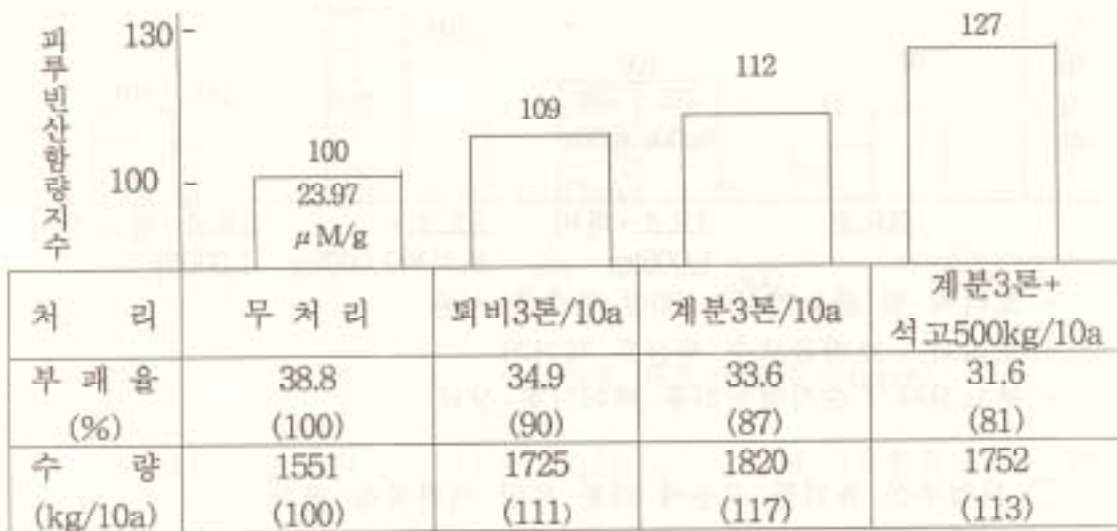 피루빈산함량지수
130
100
100
23.97
μM/g
109
112
127
처 리 무 처 리 퇴비3톤/10a 계분3톤/10a 계분3톤+
석고500kg/10a
부 패 율 38.8 34.9 33.6 31.6
(%) (100) (90) (87) (81)
수 량 1551 1725 1820 1752
(kg/10a) (100) (111) (117) (113)